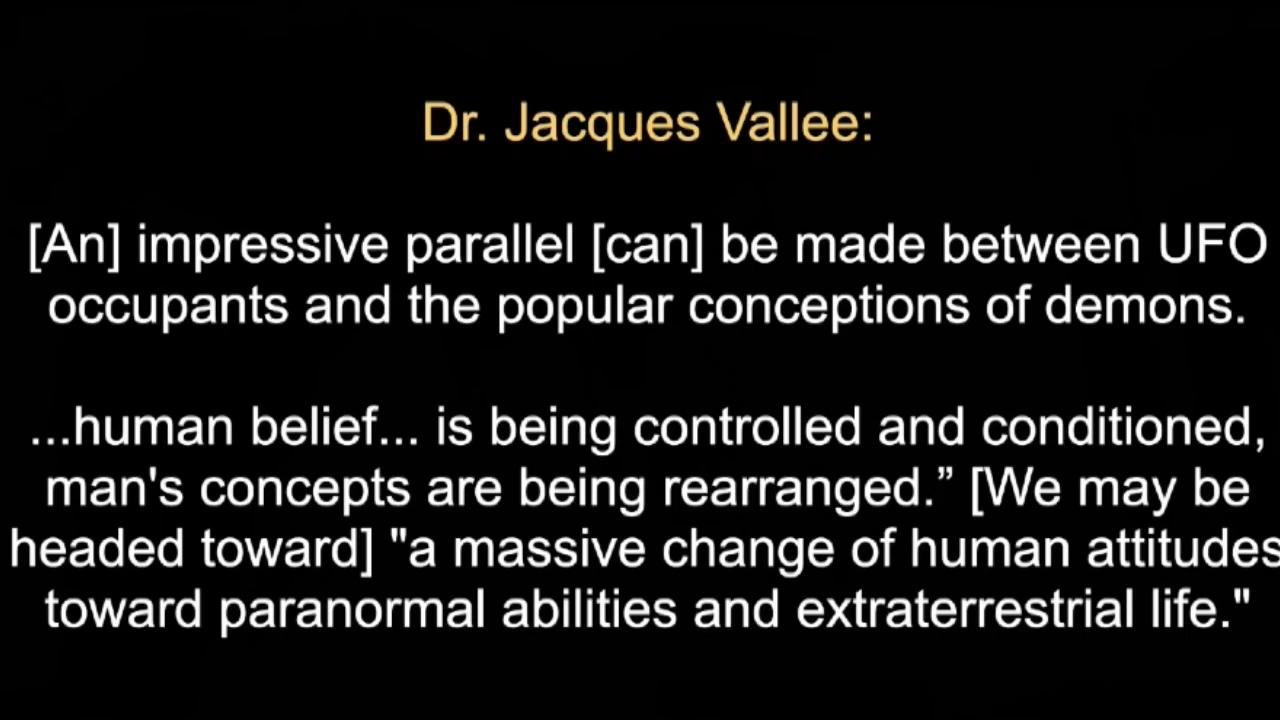 Dr. Jacques Vallee:
[An] impressive parallel [can] be made between UFO
occupants and the popular conceptions of demons.
...human belief... is being controlled and conditioned,
man's concepts are being rearranged.” [We may be
headed toward] "a massive change of human attitudes
toward paranormal abilities and extraterrestrial life."